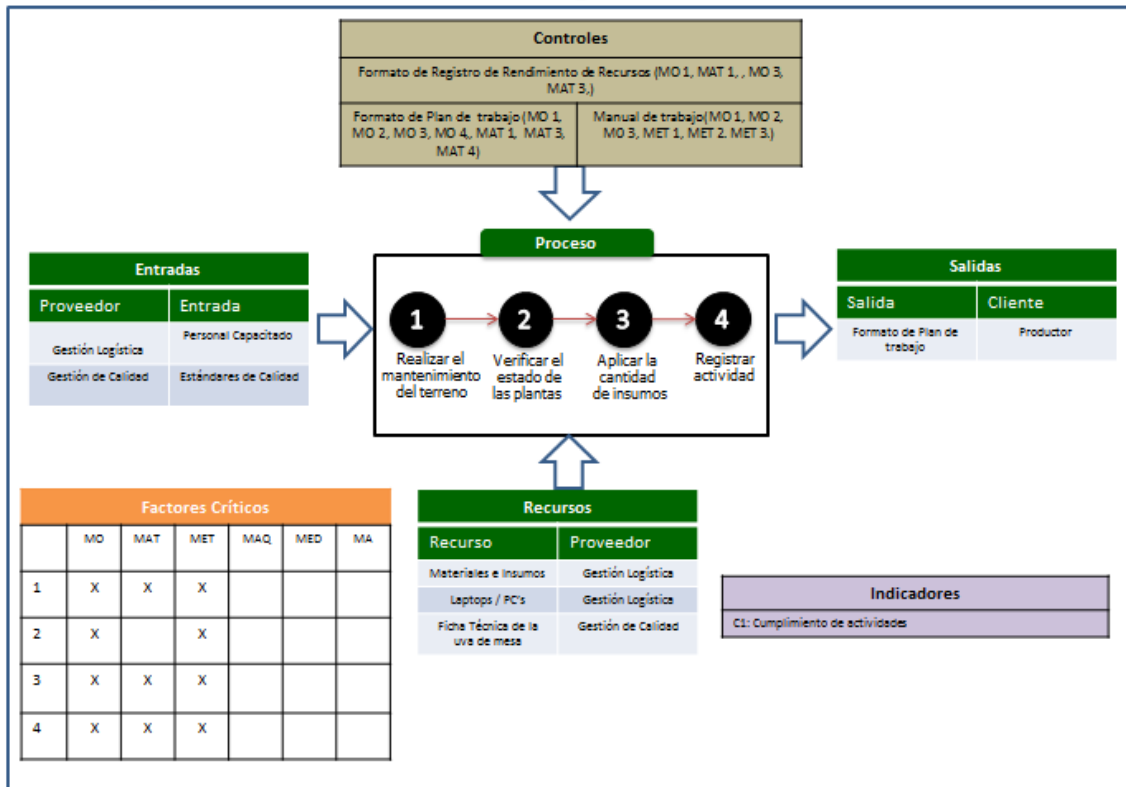 Controles
Formato de Registro de Rendimiento de Recursos (MO 1, MAT 1, , MO 3,
MAT 3,)
Formato de Plan de trabajo (MO 1,
MO 2, MO 3, MO 4,, MAT 1, MAT 3,
MAT 4)
Manual de trabajo(MO 1, MO 2,
MO 3, MET 1, MET 2. MET 3.)
Proceso
Entradas
Proveedor Entrada
Gestión Logística Personal Capacitado
Gestión de Calidad Estándares de Calidad
1 2 3 4
Realizar el
mantenimiento
del terreno
Verificar el
estado de
las plantas
Aplicar la
cantidad
de insumos
Registrar
actividad
Salidas
Salida Cliente
Formato de Plan de
trabajo
Productor
Factores Críticos
MO MAT MET MAQ MED MA
1 X X X
2 X X
3 X X X
4 X X X
Recursos
Recurso Proveedor
Materiales e Insumos Gestión Logística
Laptops / PC's Gestión Logística
Ficha Técnica de la
uva de mesa
Gestión de Calidad
Indicadores
C1: Cumplimiento de actividades